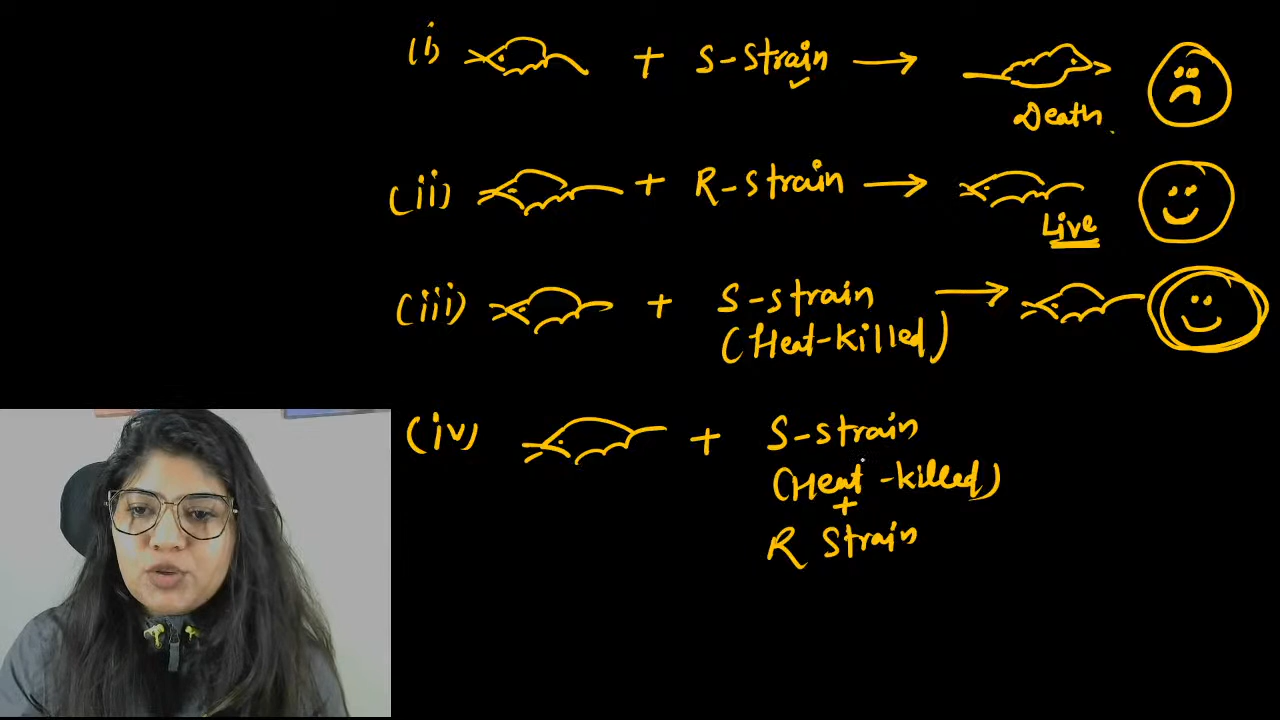 (i) + S-strain → Death
(ii) + R-strain → Live
(iii) + S-strain →
(Heat-killed)
(iv) + S-strain
(Heat-killed)
+
R Strain